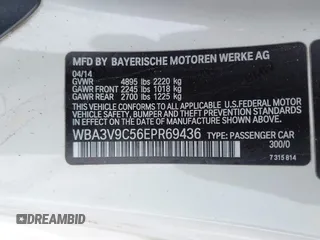 MFD BY BAYERISCHE MOTOREN WERKE AG
04/14
GVWR 4895 lbs 2220 kg
GAWR FRONT 2245 lbs 1018 kg
GAWR REAR 2700 lbs 1225 kg
THIS VEHICLE CONFORMS TO ALL APPLICABLE
FEDERAL MOTOR VEHICLE SAFETY, BUMPER, AND
THEFT PREVENTION STANDARDS IN EFFECT ON
THE DATE OF MANUFACTURE SHOWN ABOVE.
WBA3V9C56EPR69436 TYPE: PASSENGER CAR
300/0
7 315 614
DREAMBID